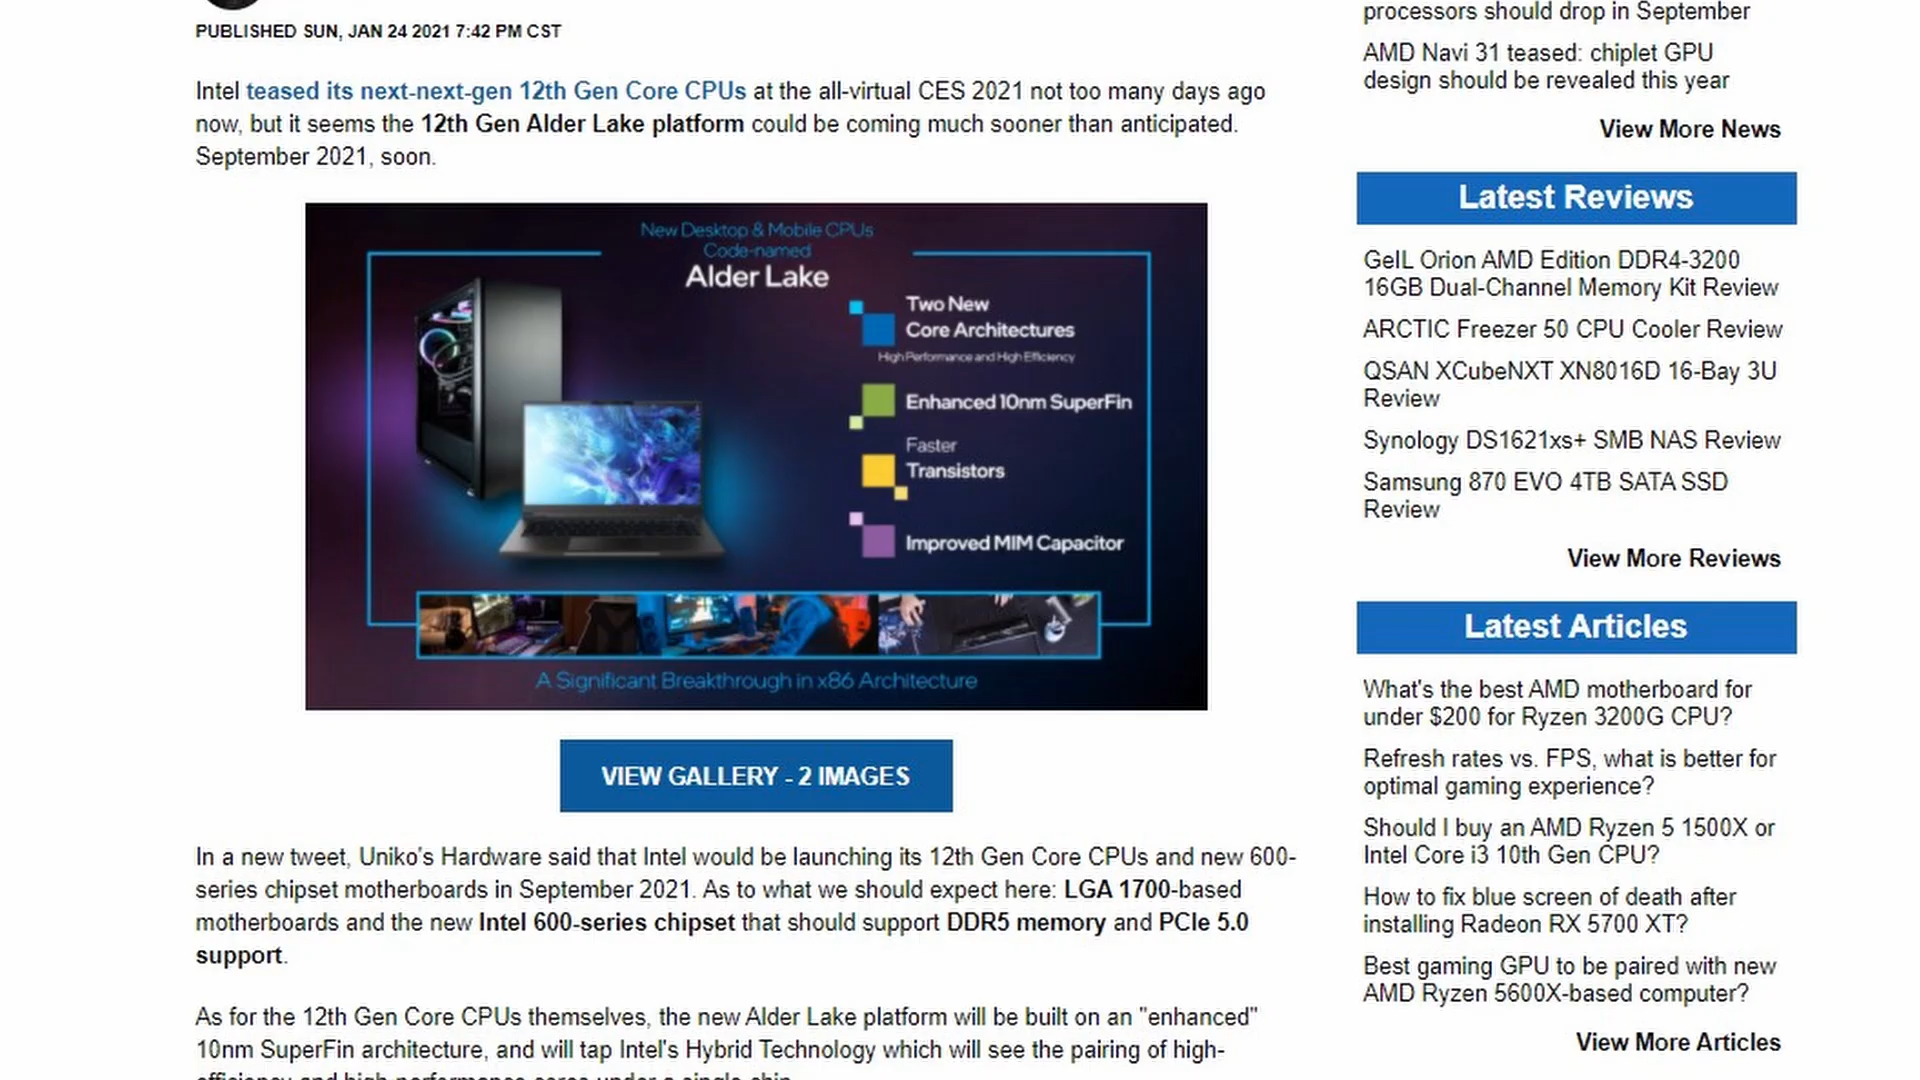 PUBLISHED SUN, JAN 24 2021 7:42 PM CST
Intel teased its next-next-gen 12th Gen Core CPUs at the all-virtual CES 2021 not too many days ago
now, but it seems the 12th Gen Alder Lake platform could be coming much sooner than anticipated.
September 2021, soon.
New Desktop & Mobile CPUs
Code-named
Alder Lake
Two New
Core Architectures
High Performance and High Efficiency
Enhanced 10nm SuperFin
Faster
Transistors
Improved MIM Capacitor
A Significant Breakthrough in x86 Architecture
VIEW GALLERY - 2 IMAGES
In a new tweet, Uniko's Hardware said that Intel would be launching its 12th Gen Core CPUs and new 600-
series chipset motherboards in September 2021. As to what we should expect here: LGA 1700-based
motherboards and the new Intel 600-series chipset that should support DDR5 memory and PCIe 5.0
support.
As for the 12th Gen Core CPUs themselves, the new Alder Lake platform will be built on an "enhanced"
10nm SuperFin architecture, and will tap Intel's Hybrid Technology which will see the pairing of high-
efficiency and high-performance cores under a single chip.
processors should drop in September
AMD Navi 31 teased: chiplet GPU
design should be revealed this year
View More News
Latest Reviews
GeIL Orion AMD Edition DDR4-3200
16GB Dual-Channel Memory Kit Review
ARCTIC Freezer 50 CPU Cooler Review
QSAN XCubeNXT XN8016D 16-Bay 3U
Review
Synology DS1621xs+ SMB NAS Review
Samsung 870 EVO 4TB SATA SSD
Review
View More Reviews
Latest Articles
What's the best AMD motherboard for
under $200 for Ryzen 3200G CPU?
Refresh rates vs. FPS, what is better for
optimal gaming experience?
Should I buy an AMD Ryzen 5 1500X or
Intel Core i3 10th Gen CPU?
How to fix blue screen of death after
installing Radeon RX 5700 XT?
Best gaming GPU to be paired with new
AMD Ryzen 5600X-based computer?
View More Articles